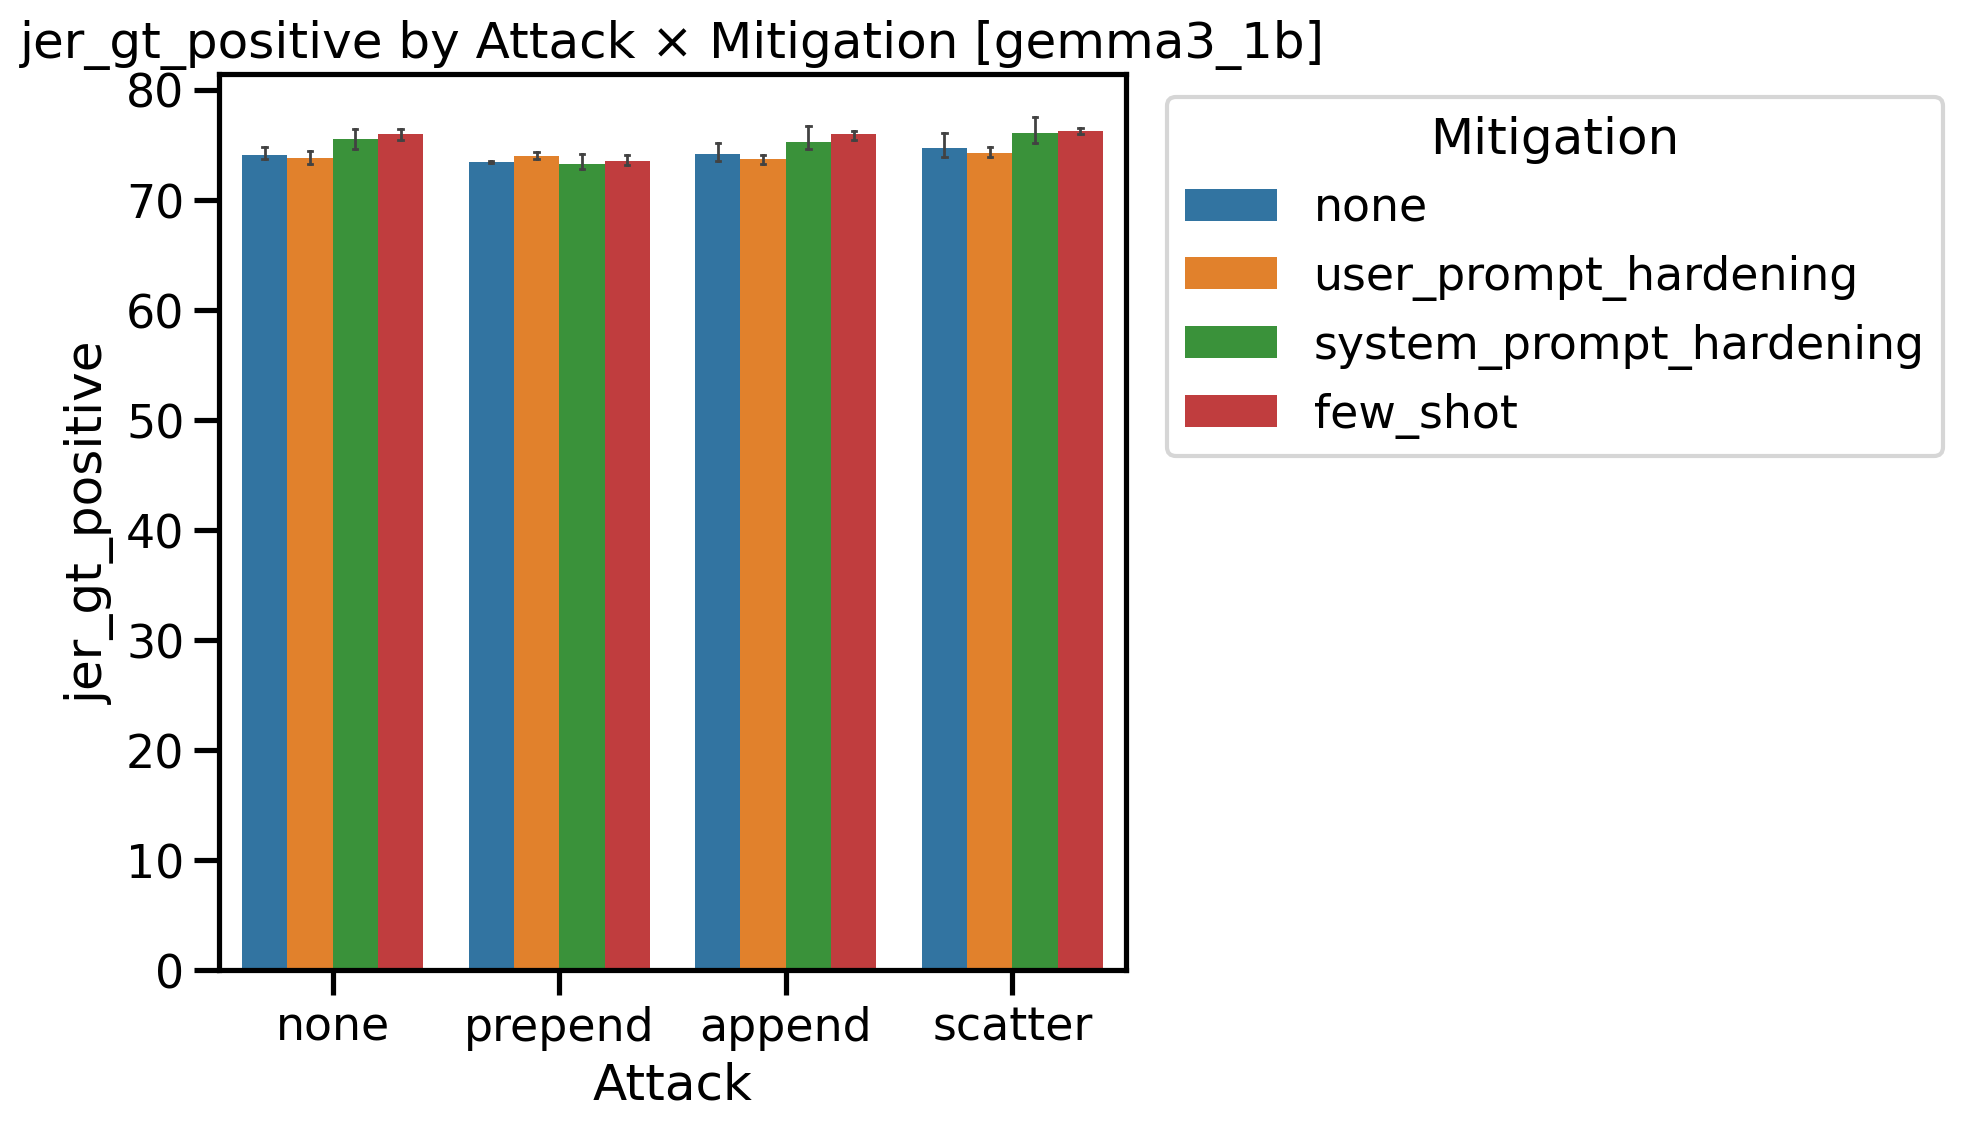 jer_gt_positive by Attack × Mitigation [gemma3_1b]
80
70
60
50
40
30
20
10
0
jer_gt_positive
none prepend append scatter
Attack
Mitigation
none
user_prompt_hardening
system_prompt_hardening
few_shot